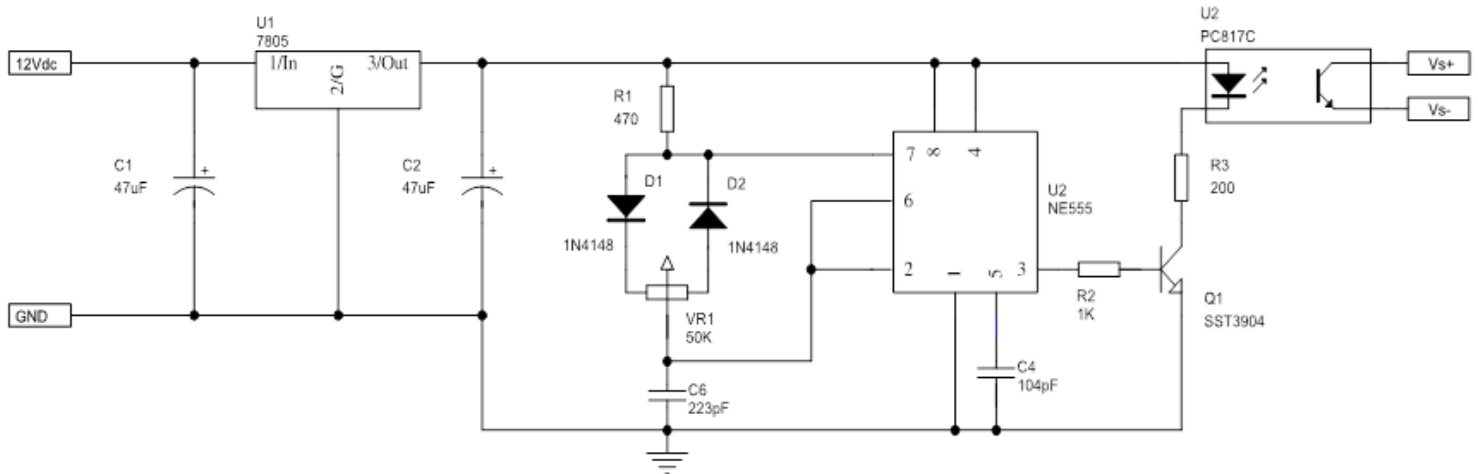 U1
7805
12Vdc
1/In
3/Out
2/G
U2
PC817C
Vs+
Vs-
R1
470
C1
47uF
C2
47uF
D1
D2
1N4148
1N4148
7
8
4
6
2
1
5
3
U2
NE555
R3
200
VR1
50K
R2
1K
Q1
SST3904
GND
C6
223pF
C4
104pF
+
+